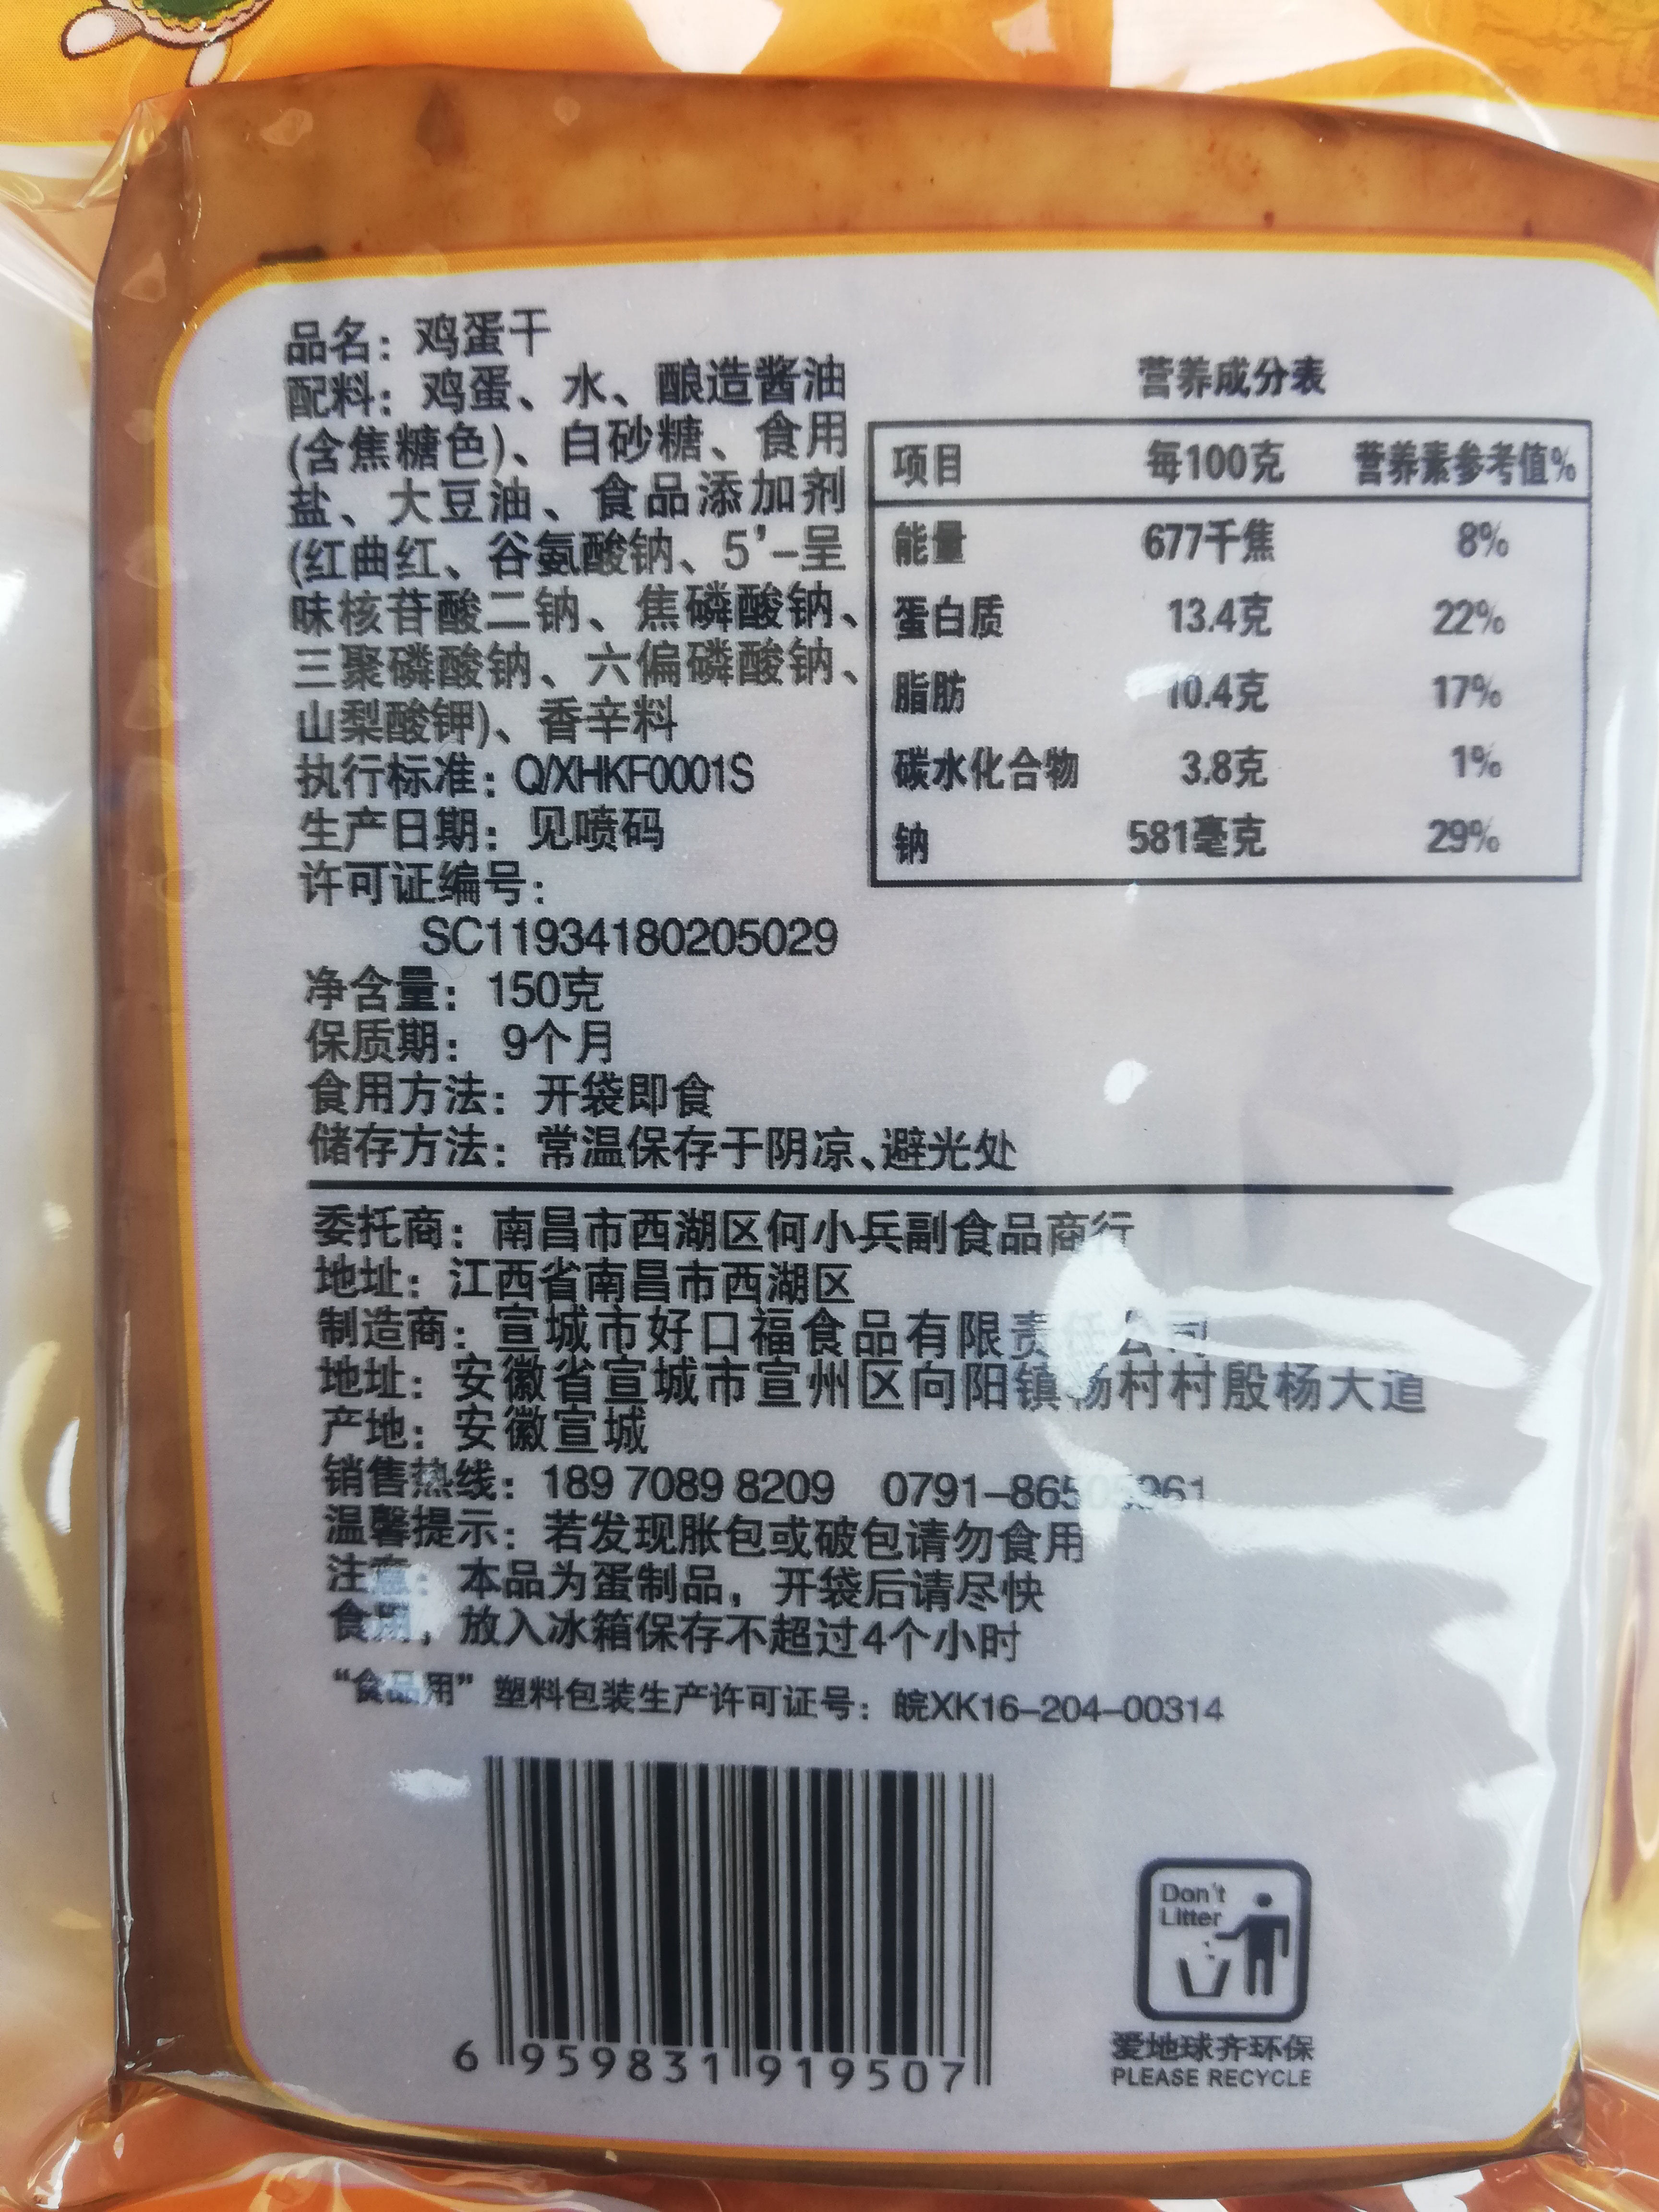 品名：鸡蛋干
配料：鸡蛋、水、酿造酱油
(含焦糖色)、白砂糖、食用
盐、大豆油、食品添加剂
(红曲红、谷氨酸钠、5'-呈
味核苷酸二钠、焦磷酸钠、
三聚磷酸钠、六偏磷酸钠、
山梨酸钾)、香辛料
执行标准：Q/XHKF0001S
生产日期：见喷码
许可证编号：
SC11934180205029
净含量：150克
保质期：9个月
食用方法：开袋即食
储存方法：常温保存于阴凉、避光处
营养成分表
项目 每100克 营养素参考值%
能量 677千焦 8%
蛋白质 13.4克 22%
脂肪 10.4克 17%
碳水化合物 3.8克 1%
钠 581毫克 29%
委托商：南昌市西湖区何小兵副食品商行
地址：江西省南昌市西湖区
制造商：宣城市好口福食品有限责任公司
地址：安徽省宣城市宣州区向阳镇杨村村殷杨大道
产地：安徽宣城
销售热线：189 7089 8209
温馨提示：若发现胀包或破包请勿食用
注意：本品为蛋制品，开袋后请尽快
食用，放入冰箱保存不超过4个小时
“食品用”塑料包装生产许可证号：皖XK16-204-00314
6 959831 919507
Don't
Litter
爱地球齐环保
PLEASE RECYCLE